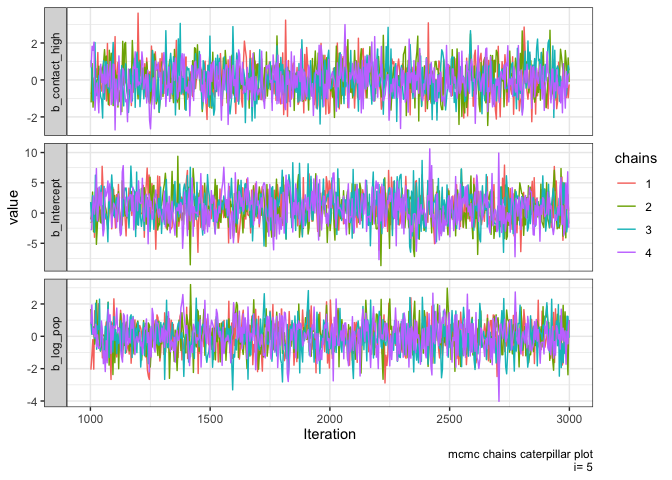 b_contact_high
2
0
-2
b_Intercept
10
5
0
-5
b_log_pop
2
0
-2
-4
value
1000 1500 2000 2500 3000
Iteration
chains
1
2
3
4
mcmc chains caterpillar plot
i= 5